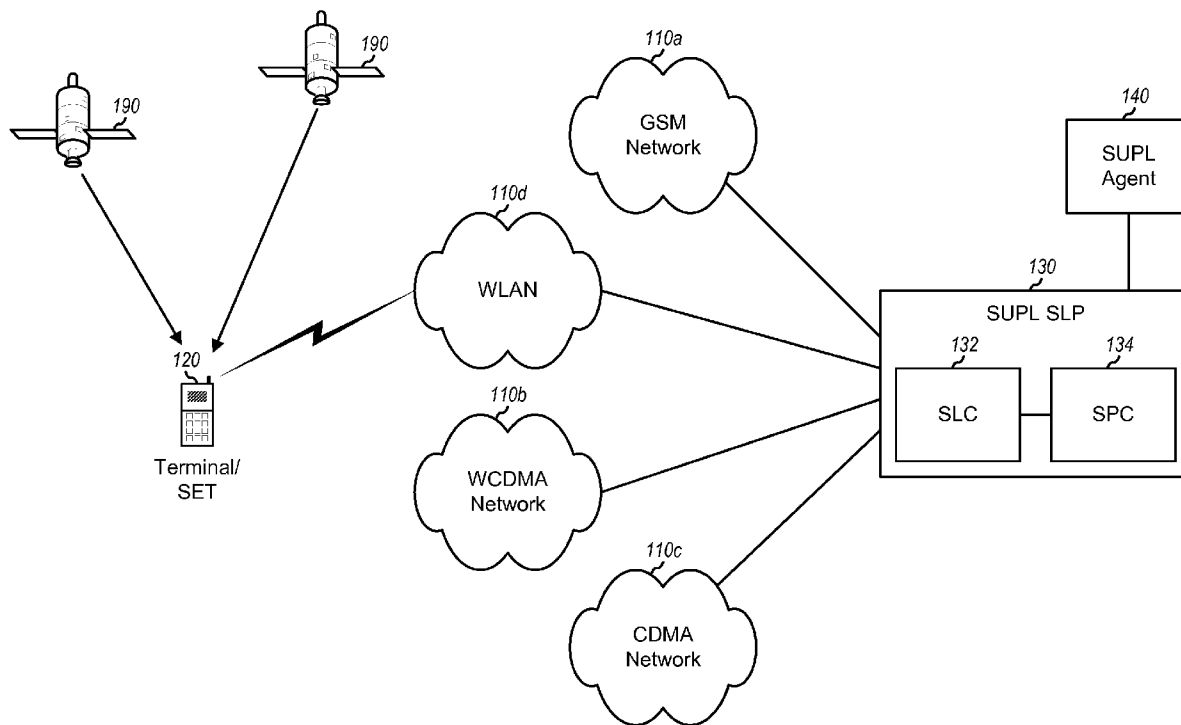 190
190
110a
GSM
Network
140
SUPL
Agent
110d
WLAN
130
SUPL SLP
132
SLC
134
SPC
120
Terminal/
SET
110b
WCDMA
Network
110c
CDMA
Network